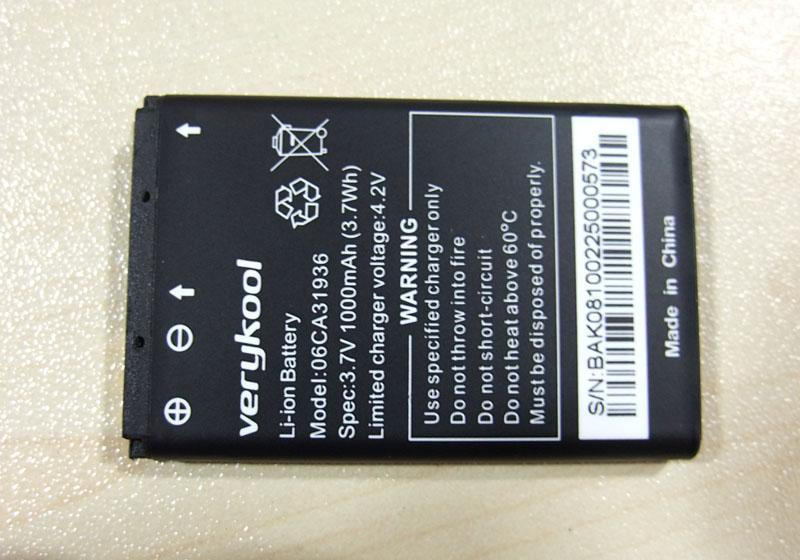 verykool
Li-ion Battery
Model:06CA31936
Spec:3.7V 1000mAh (3.7Wh)
Limited charger voltage:4.2V
WARNING
Use specified charger only
Do not throw into fire
Do not short-circuit
Do not heat above 60°C
Must be disposed of properly.
S/N:BAK08100225000573
Made in China